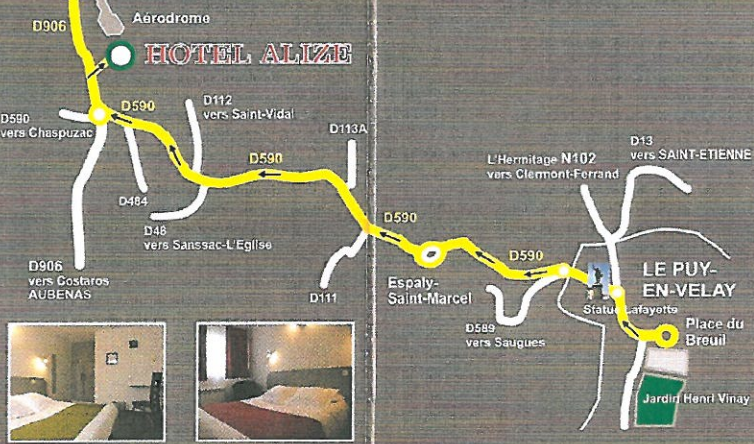 D906
Aérodrome
HOTEL ALIZE
D590
vers Chaspuzac
D590
D112
vers Saint-Vidal
D113A
D590
D484
D48
vers Sanssac-L'Eglise
D906
vers Costaros
AUBENAS
D111
D590
Espaly-
Saint-Marcel
D590
D589
vers Saugues
L'Hermitage N102
vers Clermont-Ferrand
D13
vers SAINT-ETIENNE
LE PUY-
EN-VELAY
Statue Lafayette
Place du
Breuil
Jardin Henri Vinay